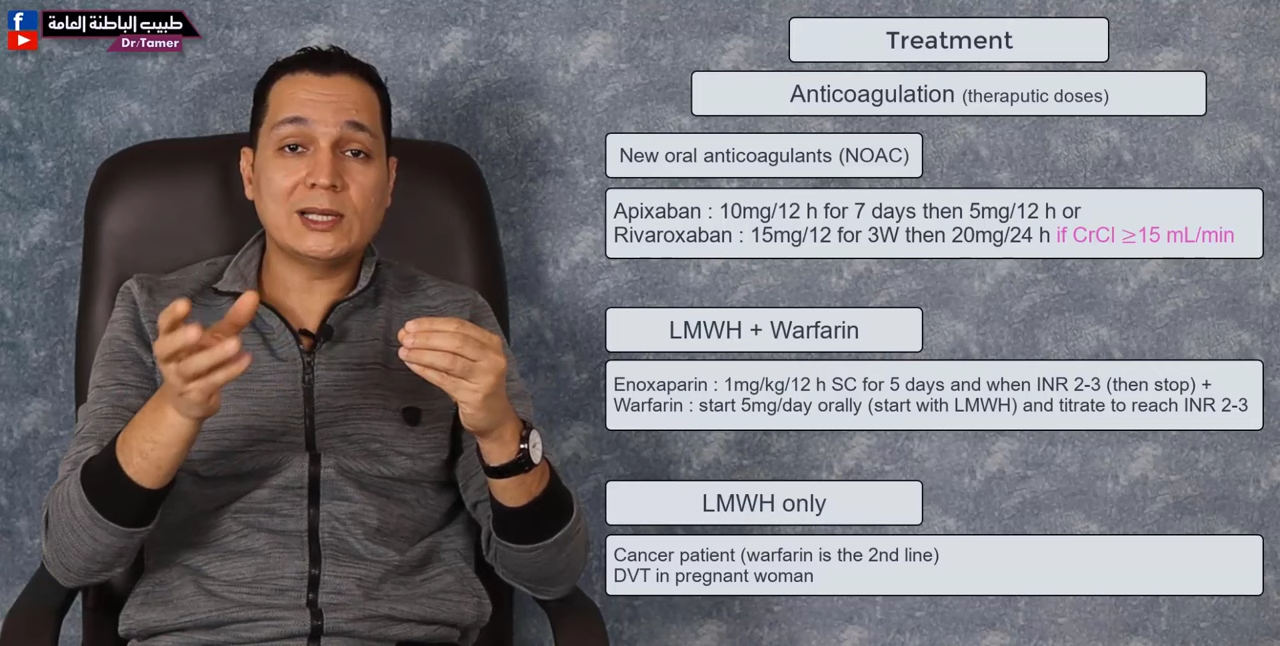 f طبيب الباطنة العامة
Dr/Tamer
Treatment
Anticoagulation (theraputic doses)
New oral anticoagulants (NOAC)
Apixaban : 10mg/12 h for 7 days then 5mg/12 h or
Rivaroxaban : 15mg/12 for 3W then 20mg/24 h if CrCl ≥15 mL/min
LMWH + Warfarin
Enoxaparin : 1mg/kg/12 h SC for 5 days and when INR 2-3 (then stop) +
Warfarin : start 5mg/day orally (start with LMWH) and titrate to reach INR 2-3
LMWH only
Cancer patient (warfarin is the 2nd line)
DVT in pregnant woman